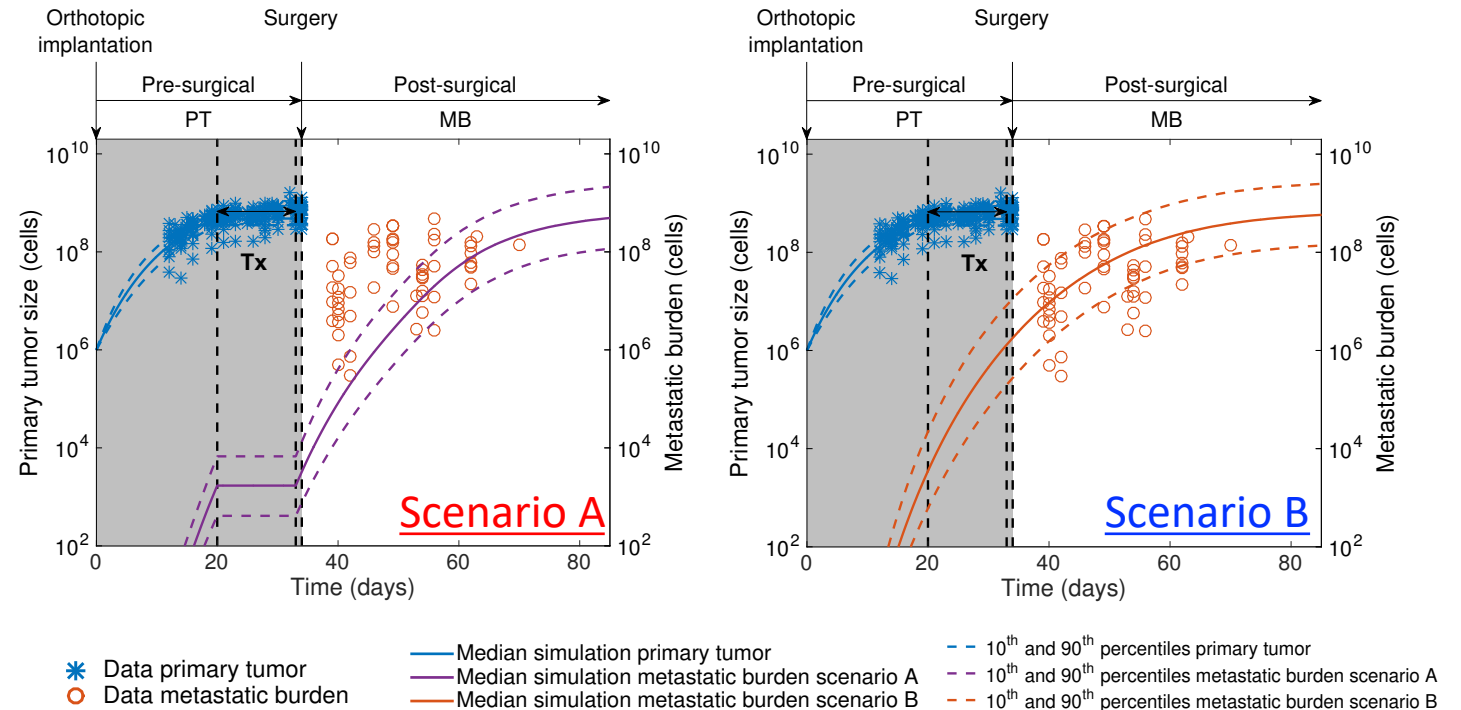 Orthotopic
implantation
Surgery
Pre-surgical
Post-surgical
PT
MB
10^10
10^8
10^6
10^4
10^2
Primary tumor size (cells)
Tx
Scenario A
10^10
10^8
10^6
10^4
10^2
Metastatic burden (cells)
0
20
40
60
80
Time (days)
Orthotopic
implantation
Surgery
Pre-surgical
Post-surgical
PT
MB
10^10
10^8
10^6
10^4
10^2
Primary tumor size (cells)
Tx
Scenario B
10^10
10^8
10^6
10^4
10^2
Metastatic burden (cells)
0
20
40
60
80
Time (days)
Data primary tumor
Data metastatic burden
Median simulation primary tumor
Median simulation metastatic burden scenario A
Median simulation metastatic burden scenario B
10^th and 90^th percentiles primary tumor
10^th and 90^th percentiles metastatic burden scenario A
10^th and 90^th percentiles metastatic burden scenario B